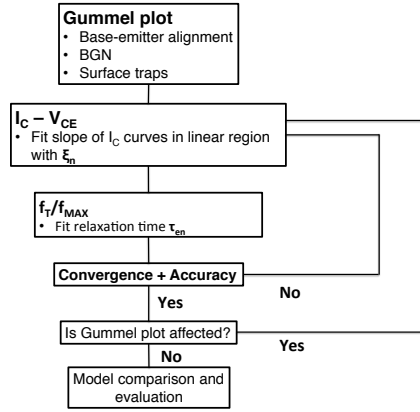 Gummel plot
• Base-emitter alignment
• BGN
• Surface traps
I_C – V_CE
• Fit slope of I_C curves in linear region
with ξ_n
f_T/f_MAX
• Fit relaxation time τ_en
Convergence + Accuracy
No
Yes
Is Gummel plot affected?
Yes
No
Model comparison and
evaluation